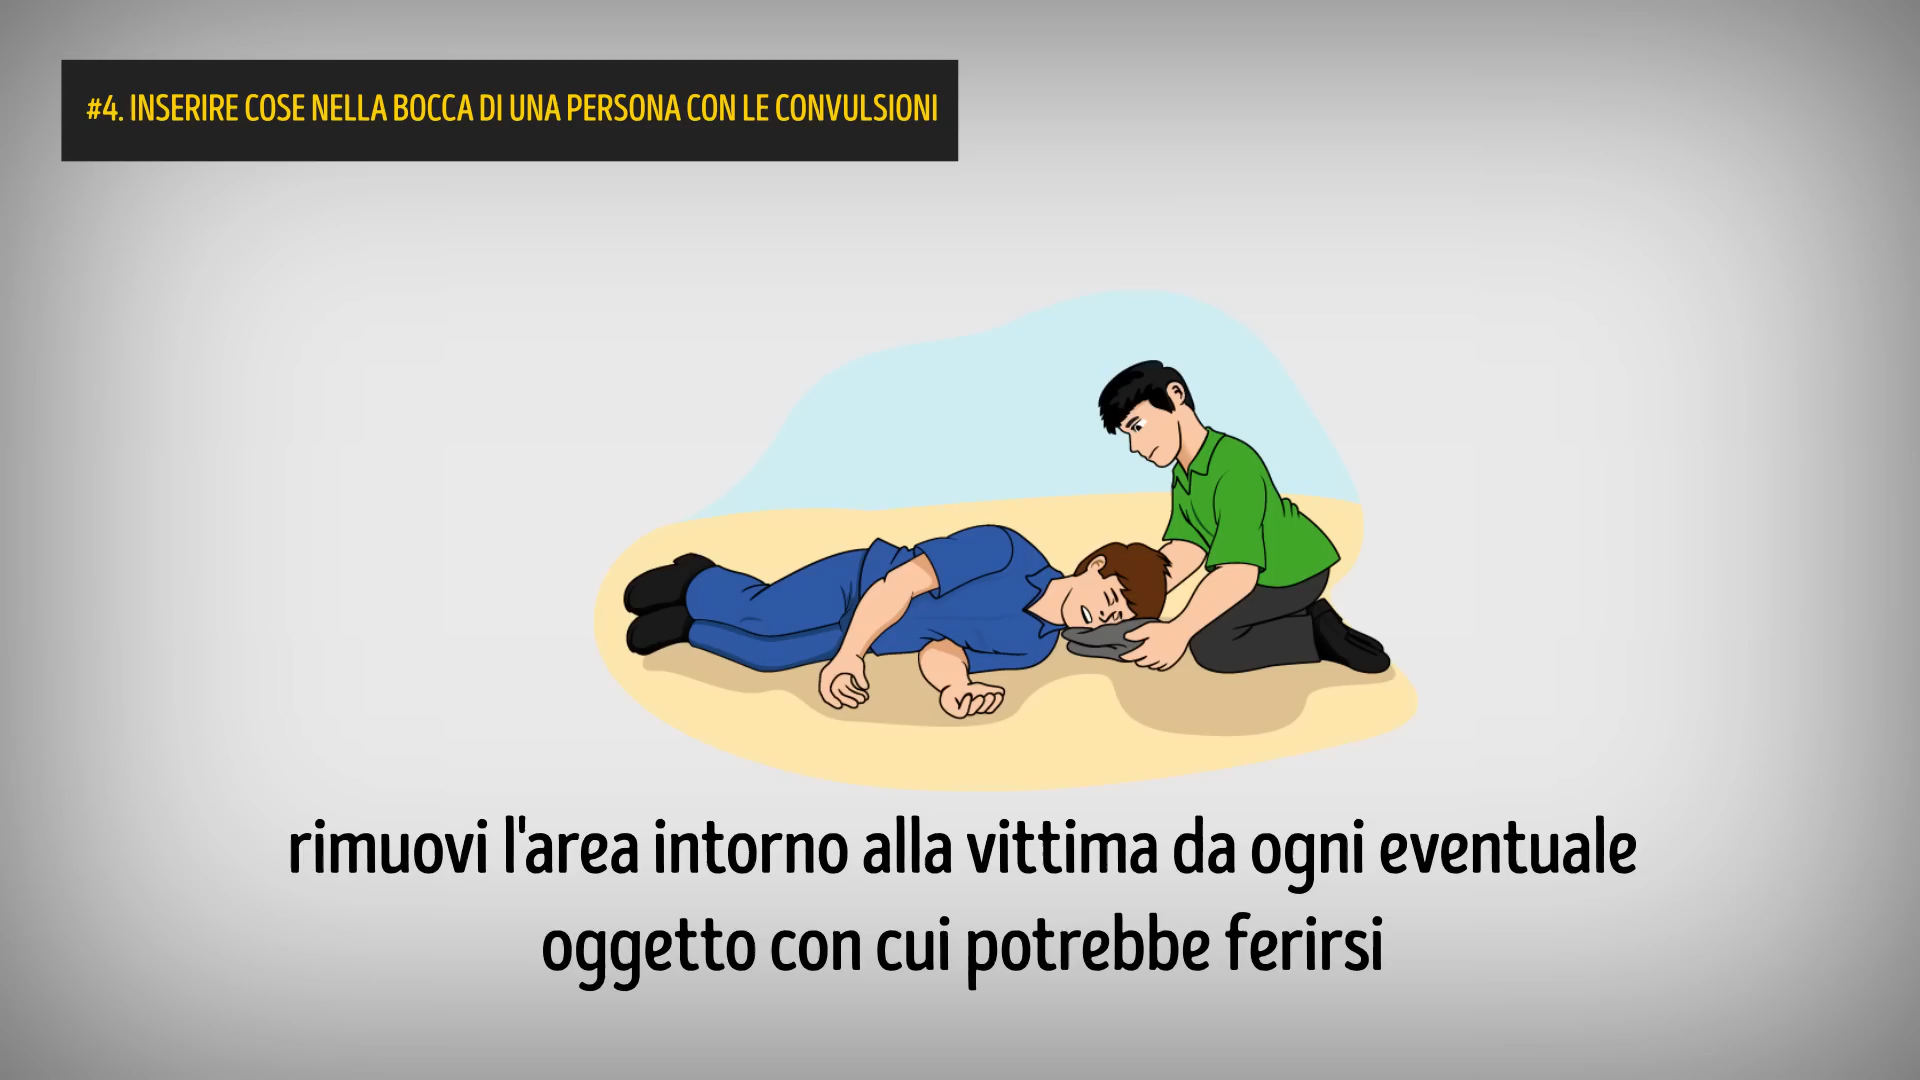 #4. INSERIRE COSE NELLA BOCCA DI UNA PERSONA CON LE CONVULSIONI
rimuovi l'area intorno alla vittima da ogni eventuale
oggetto con cui potrebbe ferirsi